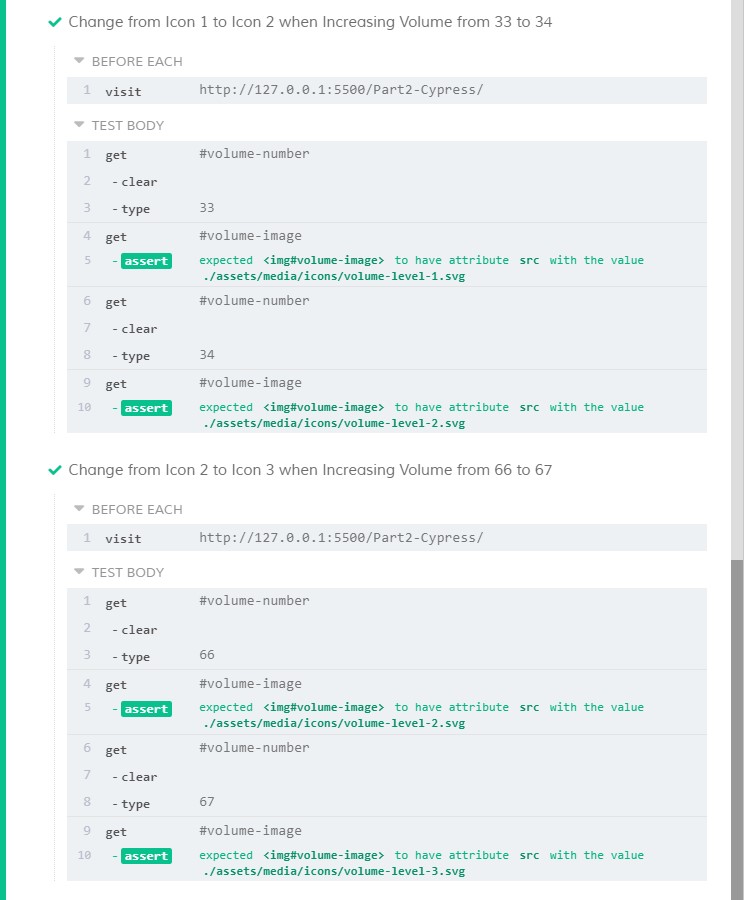 Change from Icon 1 to Icon 2 when Increasing Volume from 33 to 34
BEFORE EACH
1 visit http://127.0.0.1:5500/Part2-Cypress/
TEST BODY
1 get #volume-number
2 - clear
3 - type 33
4 get #volume-image
5 - assert expected <img#volume-image> to have attribute src with the value
./assets/media/icons/volume-level-1.svg
6 get #volume-number
7 - clear
8 - type 34
9 get #volume-image
10 - assert expected <img#volume-image> to have attribute src with the value
./assets/media/icons/volume-level-2.svg
Change from Icon 2 to Icon 3 when Increasing Volume from 66 to 67
BEFORE EACH
1 visit http://127.0.0.1:5500/Part2-Cypress/
TEST BODY
1 get #volume-number
2 - clear
3 - type 66
4 get #volume-image
5 - assert expected <img#volume-image> to have attribute src with the value
./assets/media/icons/volume-level-2.svg
6 get #volume-number
7 - clear
8 - type 67
9 get #volume-image
10 - assert expected <img#volume-image> to have attribute src with the value
./assets/media/icons/volume-level-3.svg